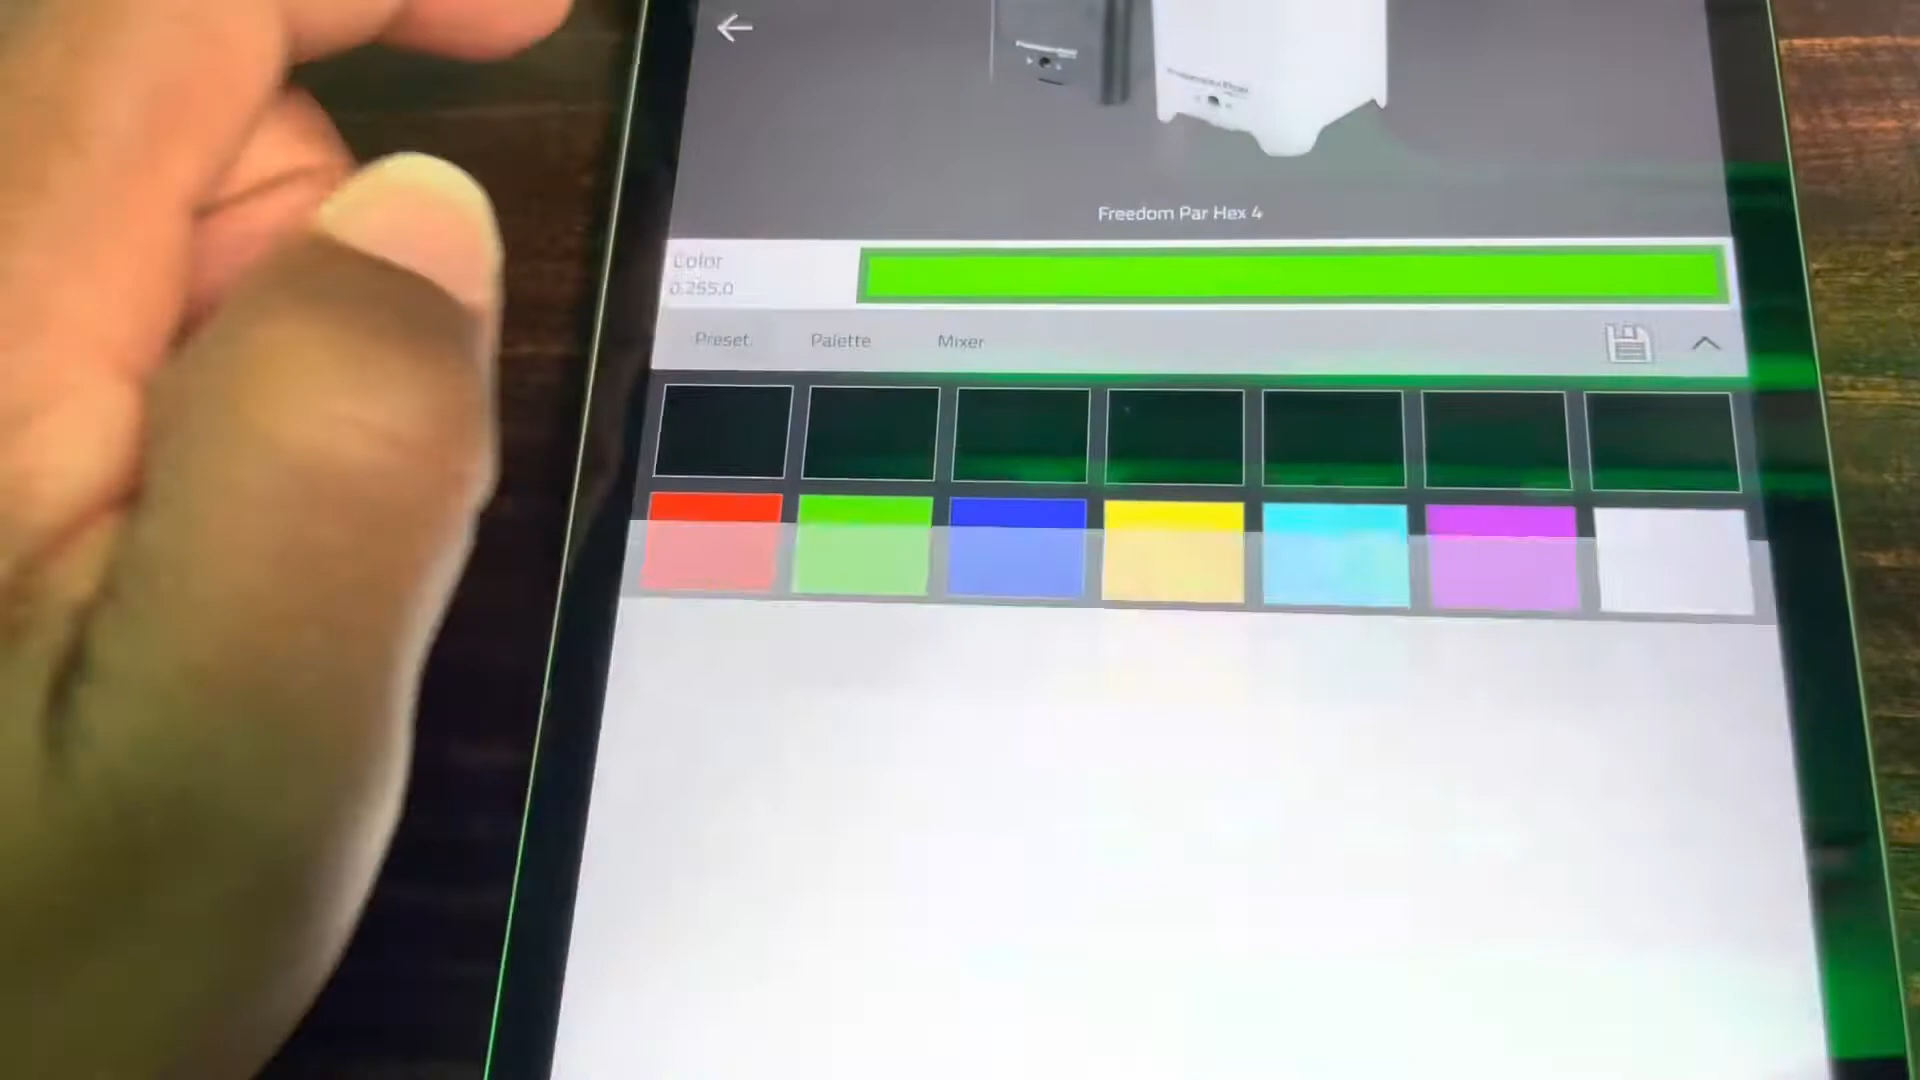 Freedom Par Hex 4
Color
0.255.0
Preset
Palette
Mixer